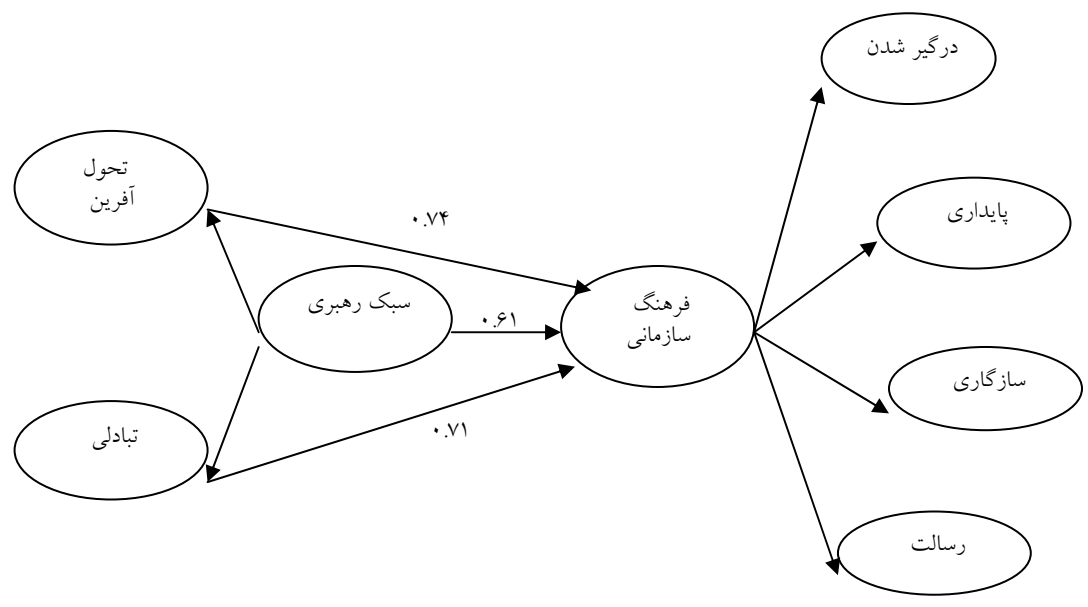 درگیر شدن
تحول
آفرین
۰.۷۴
پایداری
سبک رهبری
فرهنگ
سازمانی
۰.۶۱
سازگاری
تبادلی
۰.۷۱
رسالت